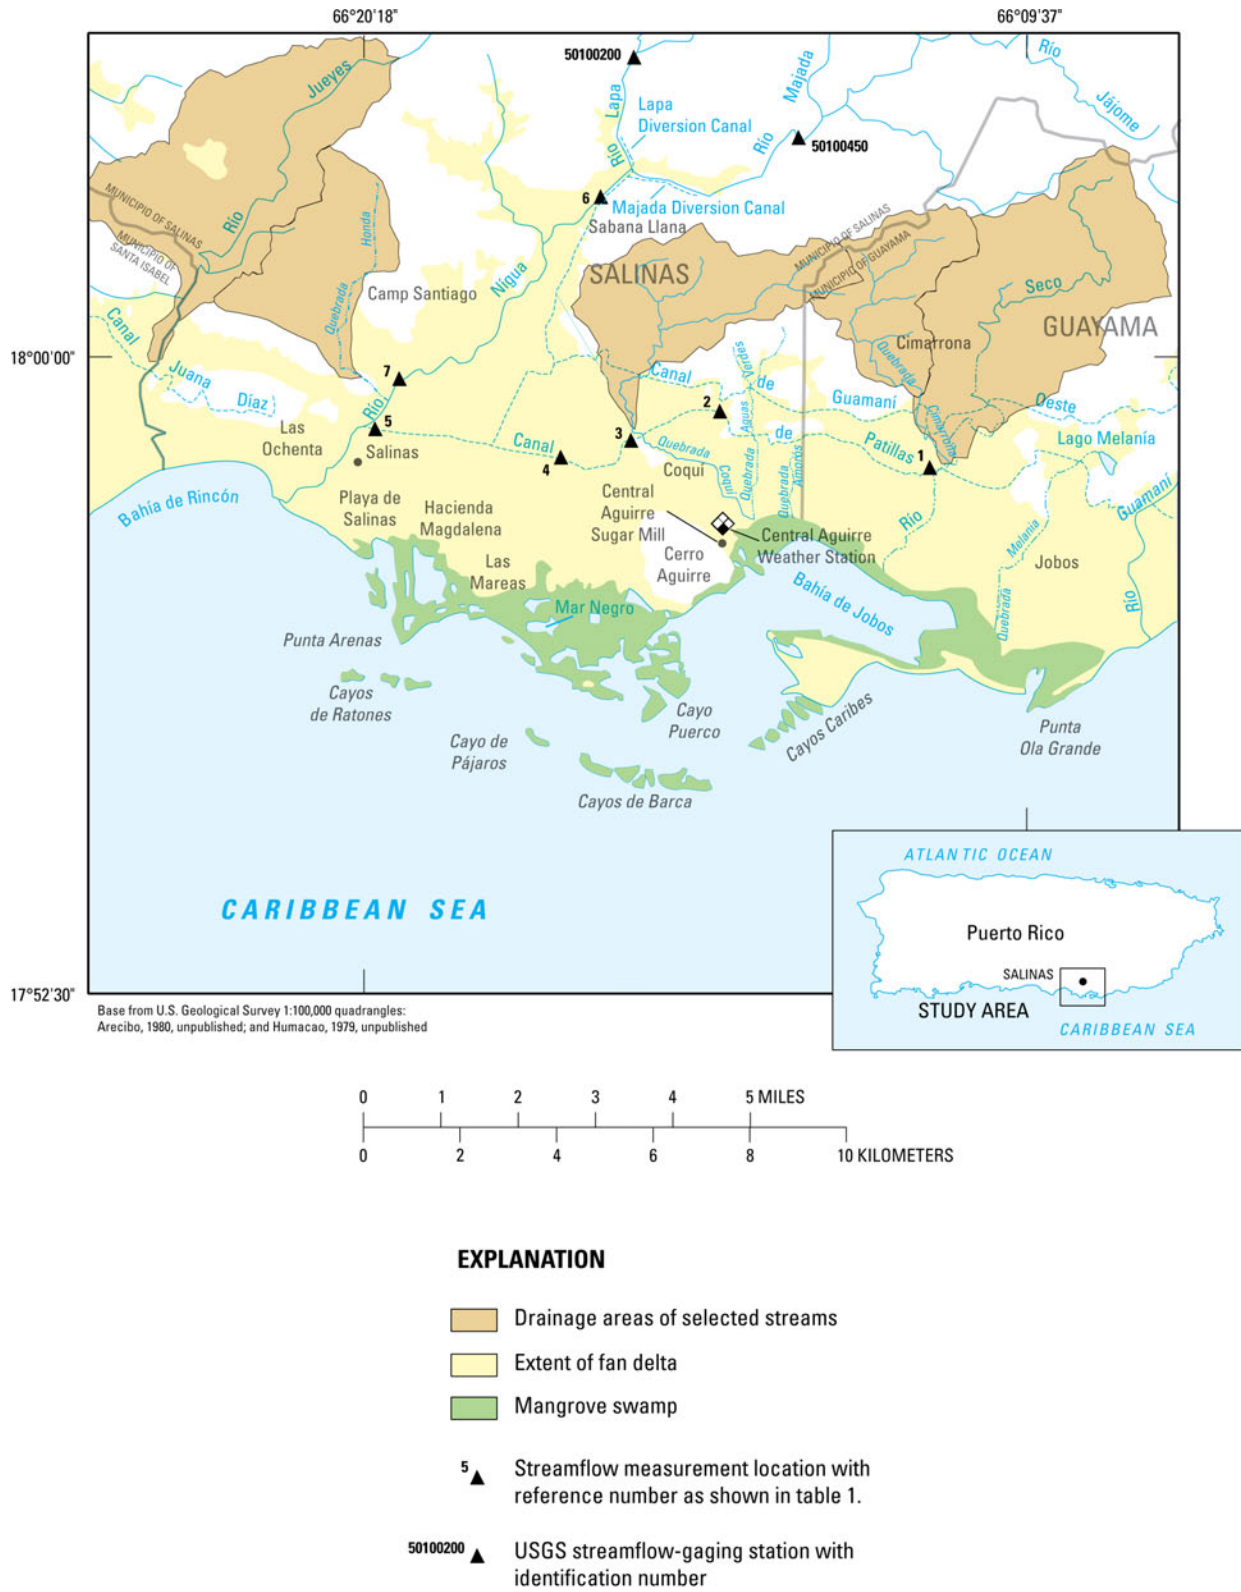 66°20'18"
66°09'37"
50100200
Lapa
Lapa
Diversion Canal
Río
Majada
Río
50100450
Río
Jájome
Río
Jueyes
6
Majada Diversion Canal
Sabana Llana
MUNICIPIO OF SALINAS
MUNICIPIO OF
SANTA ISABEL
Quebrada
Honda
Camp Santiago
Nigua
SALINAS
MUNICIPIO OF SALINAS
MUNICIPIO OF GUAYAMA
Seco
GUAYAMA
18°00'00"
Cimarrona
Quebrada
Cimarrona
Canal
Juana
Díaz
7
Río
5
Salinas
Las
Ochenta
Canal
de
Guamaní
Oeste
Canal
de
Patillas
2
3
4
1
Quebrada
Coquí
Quebrada
Aguas
Verdes
Quebrada
Amorós
Coquí
Lago Melanía
Río
Guamaní
Bahía de Rincón
Playa de
Salinas
Hacienda
Magdalena
Las
Mareas
Central
Aguirre
Sugar Mill
Cerro
Aguirre
Central Aguirre
Weather Station
Río
Quebrada
Melania
Jobos
Bahía de Jobos
Mar Negro
Punta Arenas
Cayos
de Ratones
Cayo de
Pájaros
Cayo
Puerco
Cayos Caribes
Cayos de Barca
Punta
Ola Grande
CARIBBEAN SEA
17°52'30"
Base from U.S. Geological Survey 1:100,000 quadrangles:
Arecibo, 1980, unpublished; and Humacao, 1979, unpublished
ATLANTIC OCEAN
Puerto Rico
SALINAS
STUDY AREA
CARIBBEAN SEA
0 1 2 3 4 5 MILES
0 2 4 6 8 10 KILOMETERS
EXPLANATION
Drainage areas of selected streams
Extent of fan delta
Mangrove swamp
5 Streamflow measurement location with
reference number as shown in table 1.
50100200 USGS streamflow-gaging station with
identification number